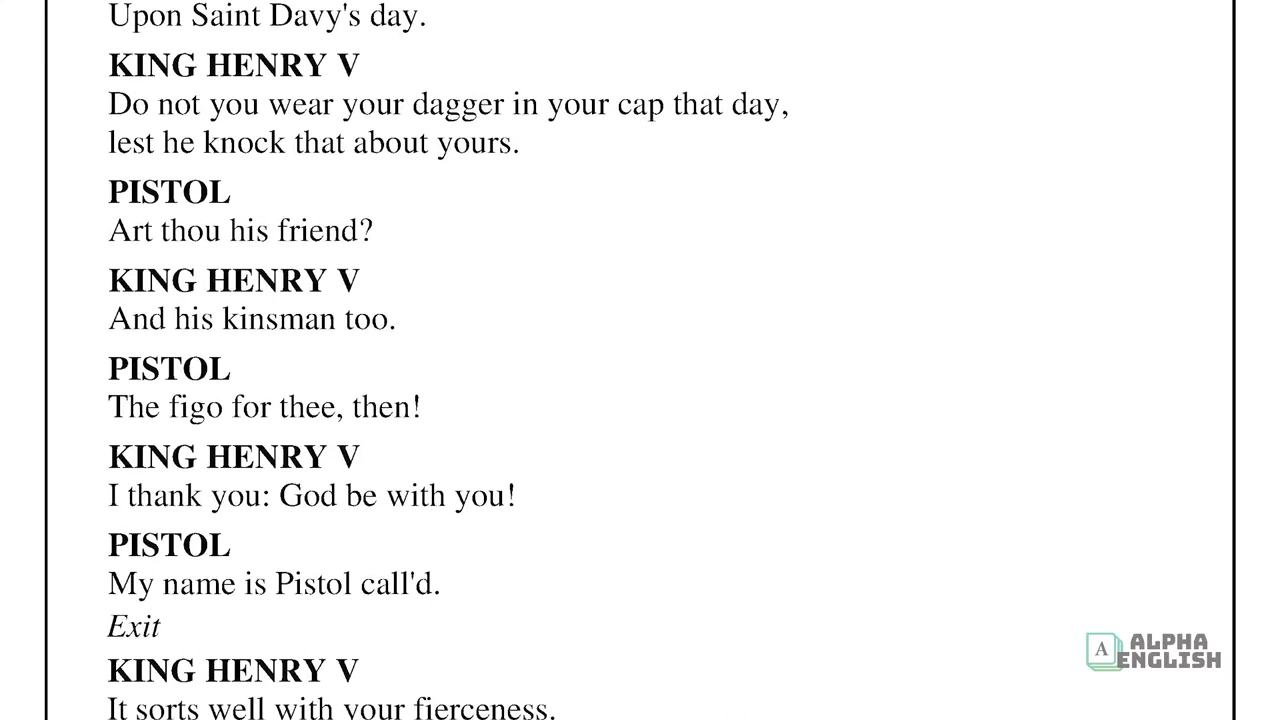 Upon Saint Davy's day.
KING HENRY V
Do not you wear your dagger in your cap that day,
lest he knock that about yours.
PISTOL
Art thou his friend?
KING HENRY V
And his kinsman too.
PISTOL
The figo for thee, then!
KING HENRY V
I thank you: God be with you!
PISTOL
My name is Pistol call'd.
Exit
KING HENRY V
It sorts well with your fierceness.
A ALPHA
ENGLISH